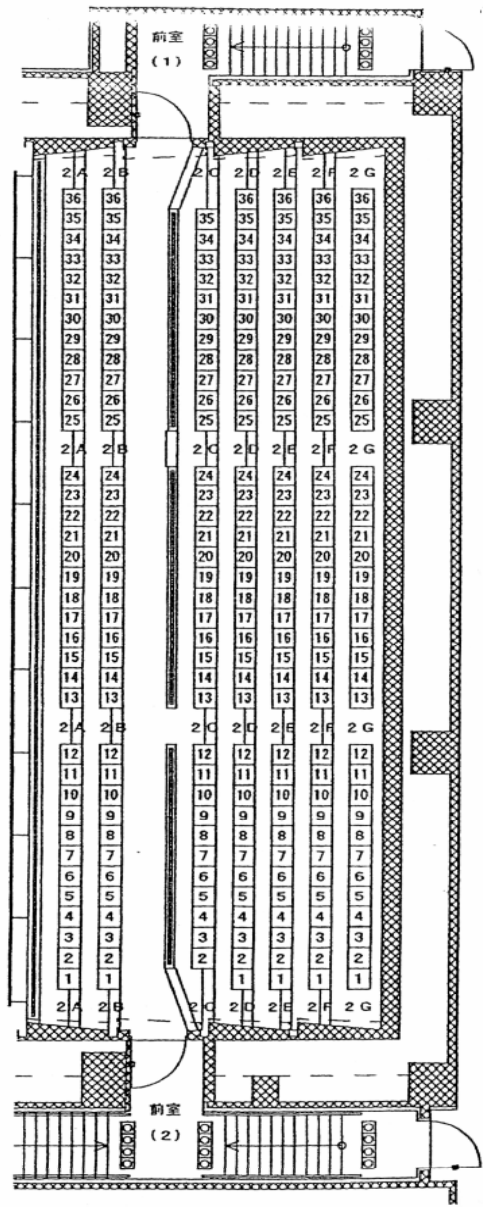 前室
(1)
2A 2B 2C 2D 2E 2F 2G
36 36 36 36 36 36
35 35 35 35 35 35 35
34 34 34 34 34 34 34
33 33 33 33 33 33 33
32 32 32 32 32 32 32
31 31 31 31 31 31 31
30 30 30 30 30 30 30
29 29 29 29 29 29 29
28 28 28 28 28 28 28
27 27 27 27 27 27 27
26 26 26 26 26 26 26
25 25 25 25 25 25 25
2A 2B 2C 2D 2E 2F 2G
24 24 24 24 24 24 24
23 23 23 23 23 23 23
22 22 22 22 22 22 22
21 21 21 21 21 21 21
20 20 20 20 20 20 20
19 19 19 19 19 19 19
18 18 18 18 18 18 18
17 17 17 17 17 17 17
16 16 16 16 16 16 16
15 15 15 15 15 15 15
14 14 14 14 14 14 14
13 13 13 13 13 13 13
2A 2B 2C 2D 2E 2F 2G
12 12 12 12 12 12 12
11 11 11 11 11 11 11
10 10 10 10 10 10 10
9 9 9 9 9 9 9
8 8 8 8 8 8 8
7 7 7 7 7 7 7
6 6 6 6 6 6 6
5 5 5 5 5 5 5
4 4 4 4 4 4 4
3 3 3 3 3 3 3
2 2 2 2 2 2 2
1 1 1 1 1 1
2A 2B 2C 2D 2E 2F 2G
前室
(2)